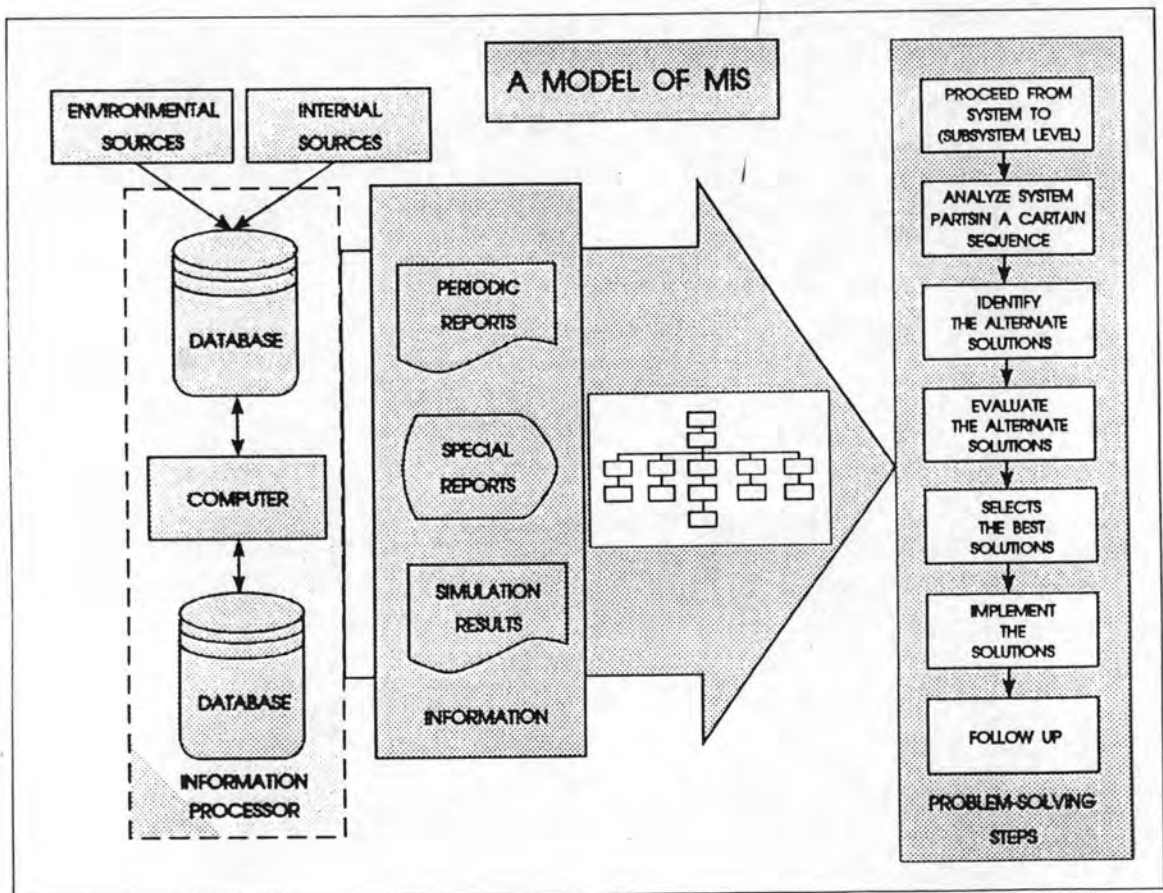 A MODEL OF MIS
ENVIRONMENTAL
SOURCES
INTERNAL
SOURCES
DATABASE
COMPUTER
DATABASE
INFORMATION
PROCESSOR
PERIODIC
REPORTS
SPECIAL
REPORTS
SIMULATION
RESULTS
INFORMATION
PROCEED FROM
SYSTEM TO
(SUBSYSTEM LEVEL)
ANALYZE SYSTEM
PARTSIN A CARTAIN
SEQUENCE
IDENTIFY
THE ALTERNATE
SOLUTIONS
EVALUATE
THE ALTERNATE
SOLUTIONS
SELECTS
THE BEST
SOLUTIONS
IMPLEMENT
THE
SOLUTIONS
FOLLOW UP
PROBLEM-SOLVING
STEPS